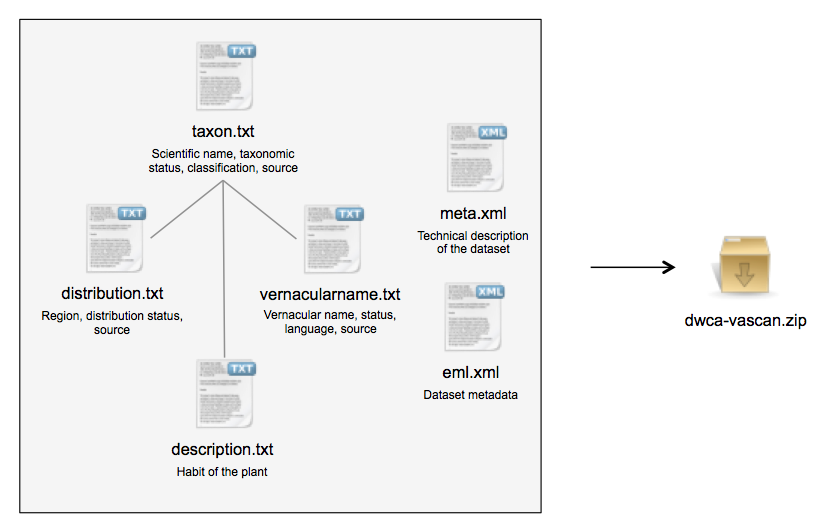 TXT
taxon.txt
Scientific name, taxonomic
status, classification, source
XML
meta.xml
Technical description
of the dataset
TXT
distribution.txt
Region, distribution status,
source
TXT
vernacularname.txt
Vernacular name, status,
language, source
XML
eml.xml
Dataset metadata
TXT
description.txt
Habit of the plant
dwca-vascan.zip